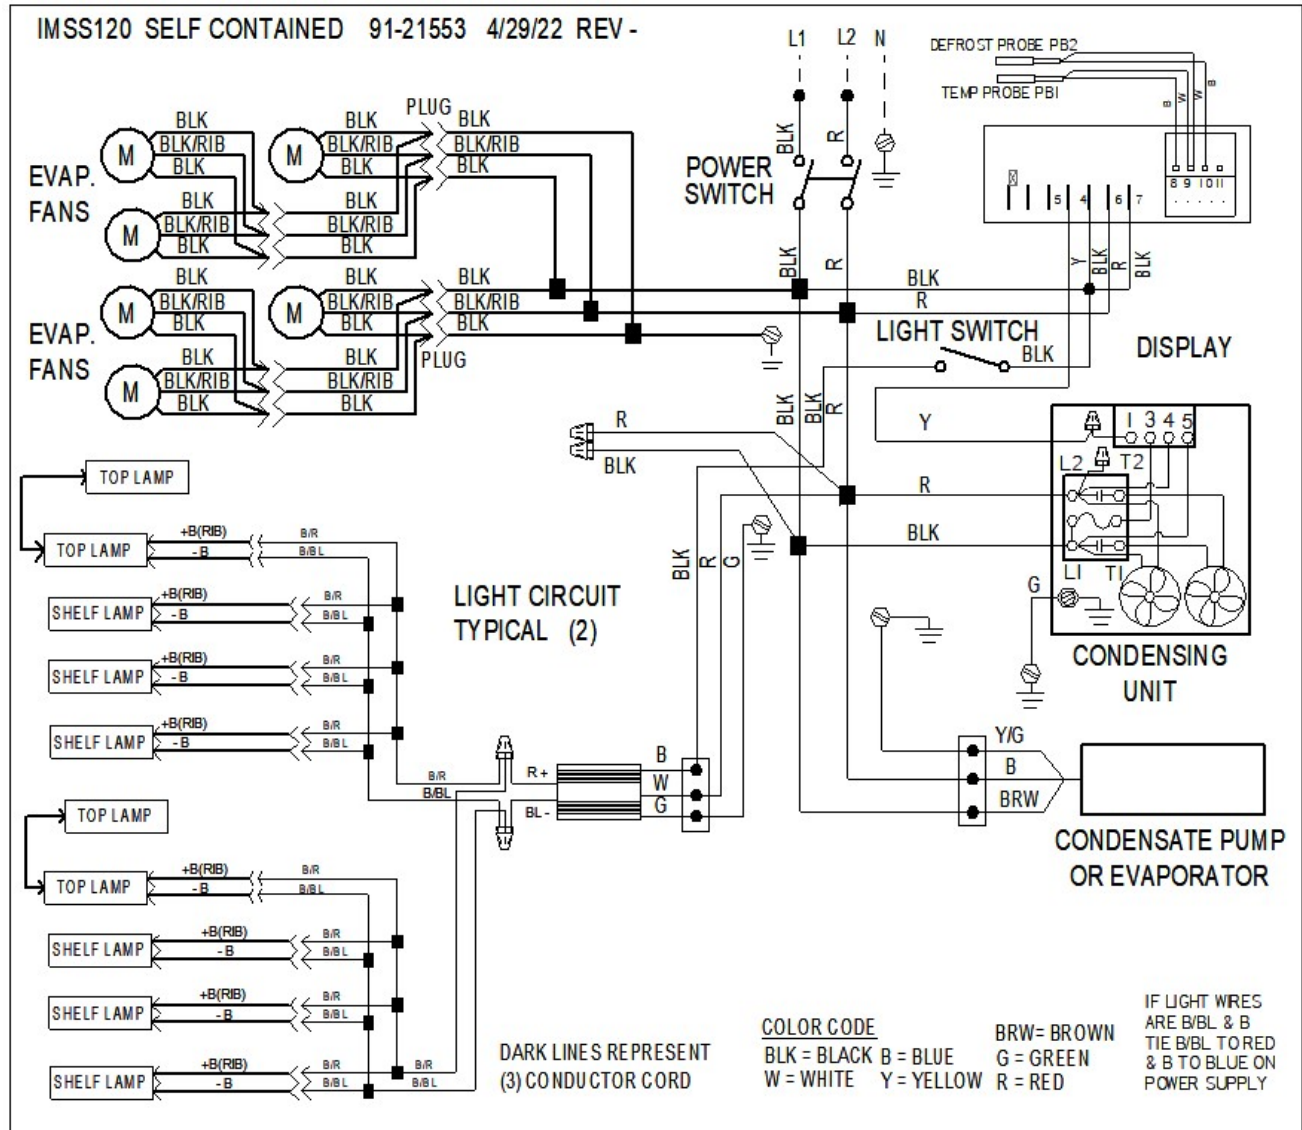 IMSS120 SELF CONTAINED 91-21553 4/29/22 REV -
L1 L2 N
DEFROST PROBE PB2
TEMP PROBE PB1
B W W B
BLK R
POWER
SWITCH
8 9 10 11
5 4 6 7
Y BLK R BLK
BLK R
PLUG
BLK BLK BLK
BLK/RIB BLK/RIB BLK/RIB
BLK BLK BLK
EVAP.
FANS
M M
BLK BLK
M BLK/RIB BLK/RIB
BLK BLK
BLK BLK BLK
BLK/RIB BLK/RIB BLK/RIB
BLK BLK BLK
EVAP.
FANS
M M
PLUG
BLK BLK
M BLK/RIB BLK/RIB
BLK BLK
BLK
R
LIGHT SWITCH
BLK
DISPLAY
BLK BLK R
R
BLK
Y
1 3 4 5
L2 T2
R
BLK
L1 T1
G
CONDENSING
UNIT
TOP LAMP
TOP LAMP +B(RIB) B/R
-B B/BL
SHELF LAMP +B(RIB) B/R
-B B/BL
SHELF LAMP +B(RIB) B/R
-B B/BL
SHELF LAMP +B(RIB) B/R
-B B/BL
LIGHT CIRCUIT
TYPICAL (2)
BLK R G
B/R
B/BL
R +
BL -
B
W
G
Y/G
B
BRW
CONDENSATE PUMP
OR EVAPORATOR
TOP LAMP
TOP LAMP +B(RIB) B/R
-B B/BL
SHELF LAMP +B(RIB) B/R
-B B/BL
SHELF LAMP +B(RIB) B/R
-B B/BL
SHELF LAMP +B(RIB) B/R B/R
-B B/BL B/BL
DARK LINES REPRESENT
(3) CONDUCTOR CORD
COLOR CODE
BLK = BLACK B = BLUE
W = WHITE Y = YELLOW
BRW= BROWN
G = GREEN
R = RED
IF LIGHT WIRES
ARE B/BL & B
TIE B/BL TO RED
& B TO BLUE ON
POWER SUPPLY